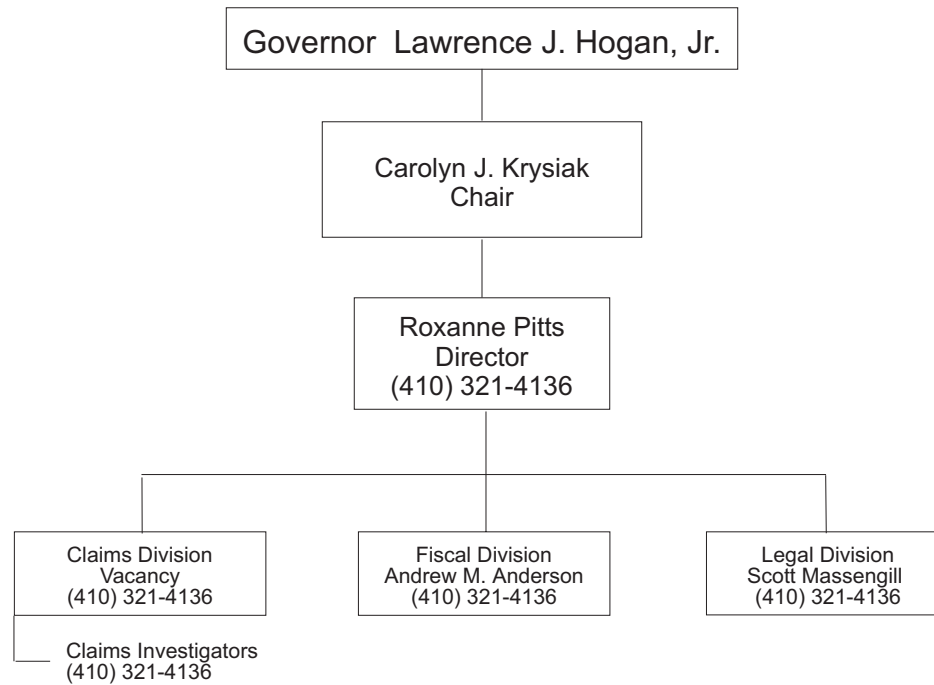 Governor Lawrence J. Hogan, Jr.
Carolyn J. Krysiak
Chair
Roxanne Pitts
Director
(410) 321-4136
Claims Division
Vacancy
(410) 321-4136
Fiscal Division
Andrew M. Anderson
(410) 321-4136
Legal Division
Scott Massengill
(410) 321-4136
Claims Investigators
(410) 321-4136